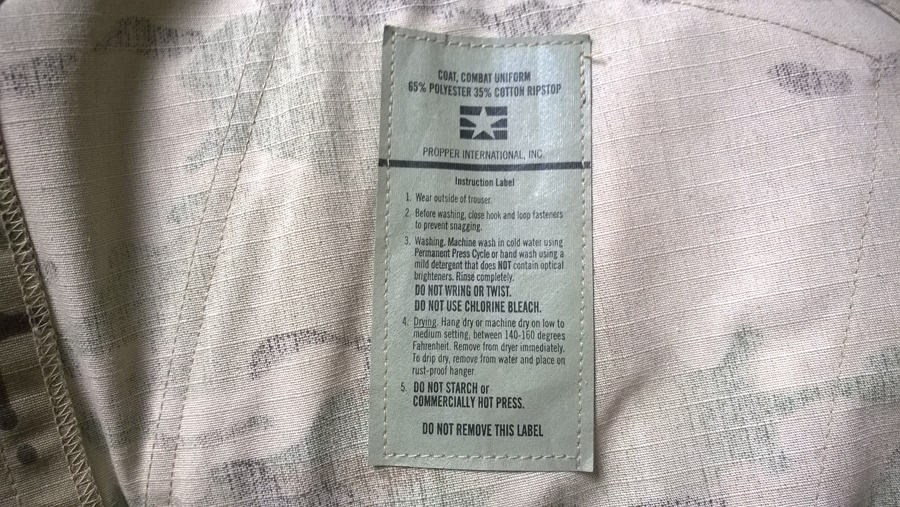 COAT, COMBAT UNIFORM
65% POLYESTER 35% COTTON RIPSTOP
PROPPER INTERNATIONAL, INC.
Instruction Label
1. Wear outside of trouser.
2. Before washing, close hook and loop fasteners
to prevent snagging.
3. Washing. Machine wash in cold water using
Permanent Press Cycle or hand wash using a
mild detergent that does NOT contain optical
brighteners. Rinse completely.
DO NOT WRING OR TWIST.
DO NOT USE CHLORINE BLEACH.
4. Drying. Hang dry or machine dry on low to
medium setting, between 140-160 degrees
Fahrenheit. Remove from dryer immediately.
To drip dry, remove from water and place on
rust-proof hanger.
5. DO NOT STARCH or
COMMERCIALLY HOT PRESS.
DO NOT REMOVE THIS LABEL